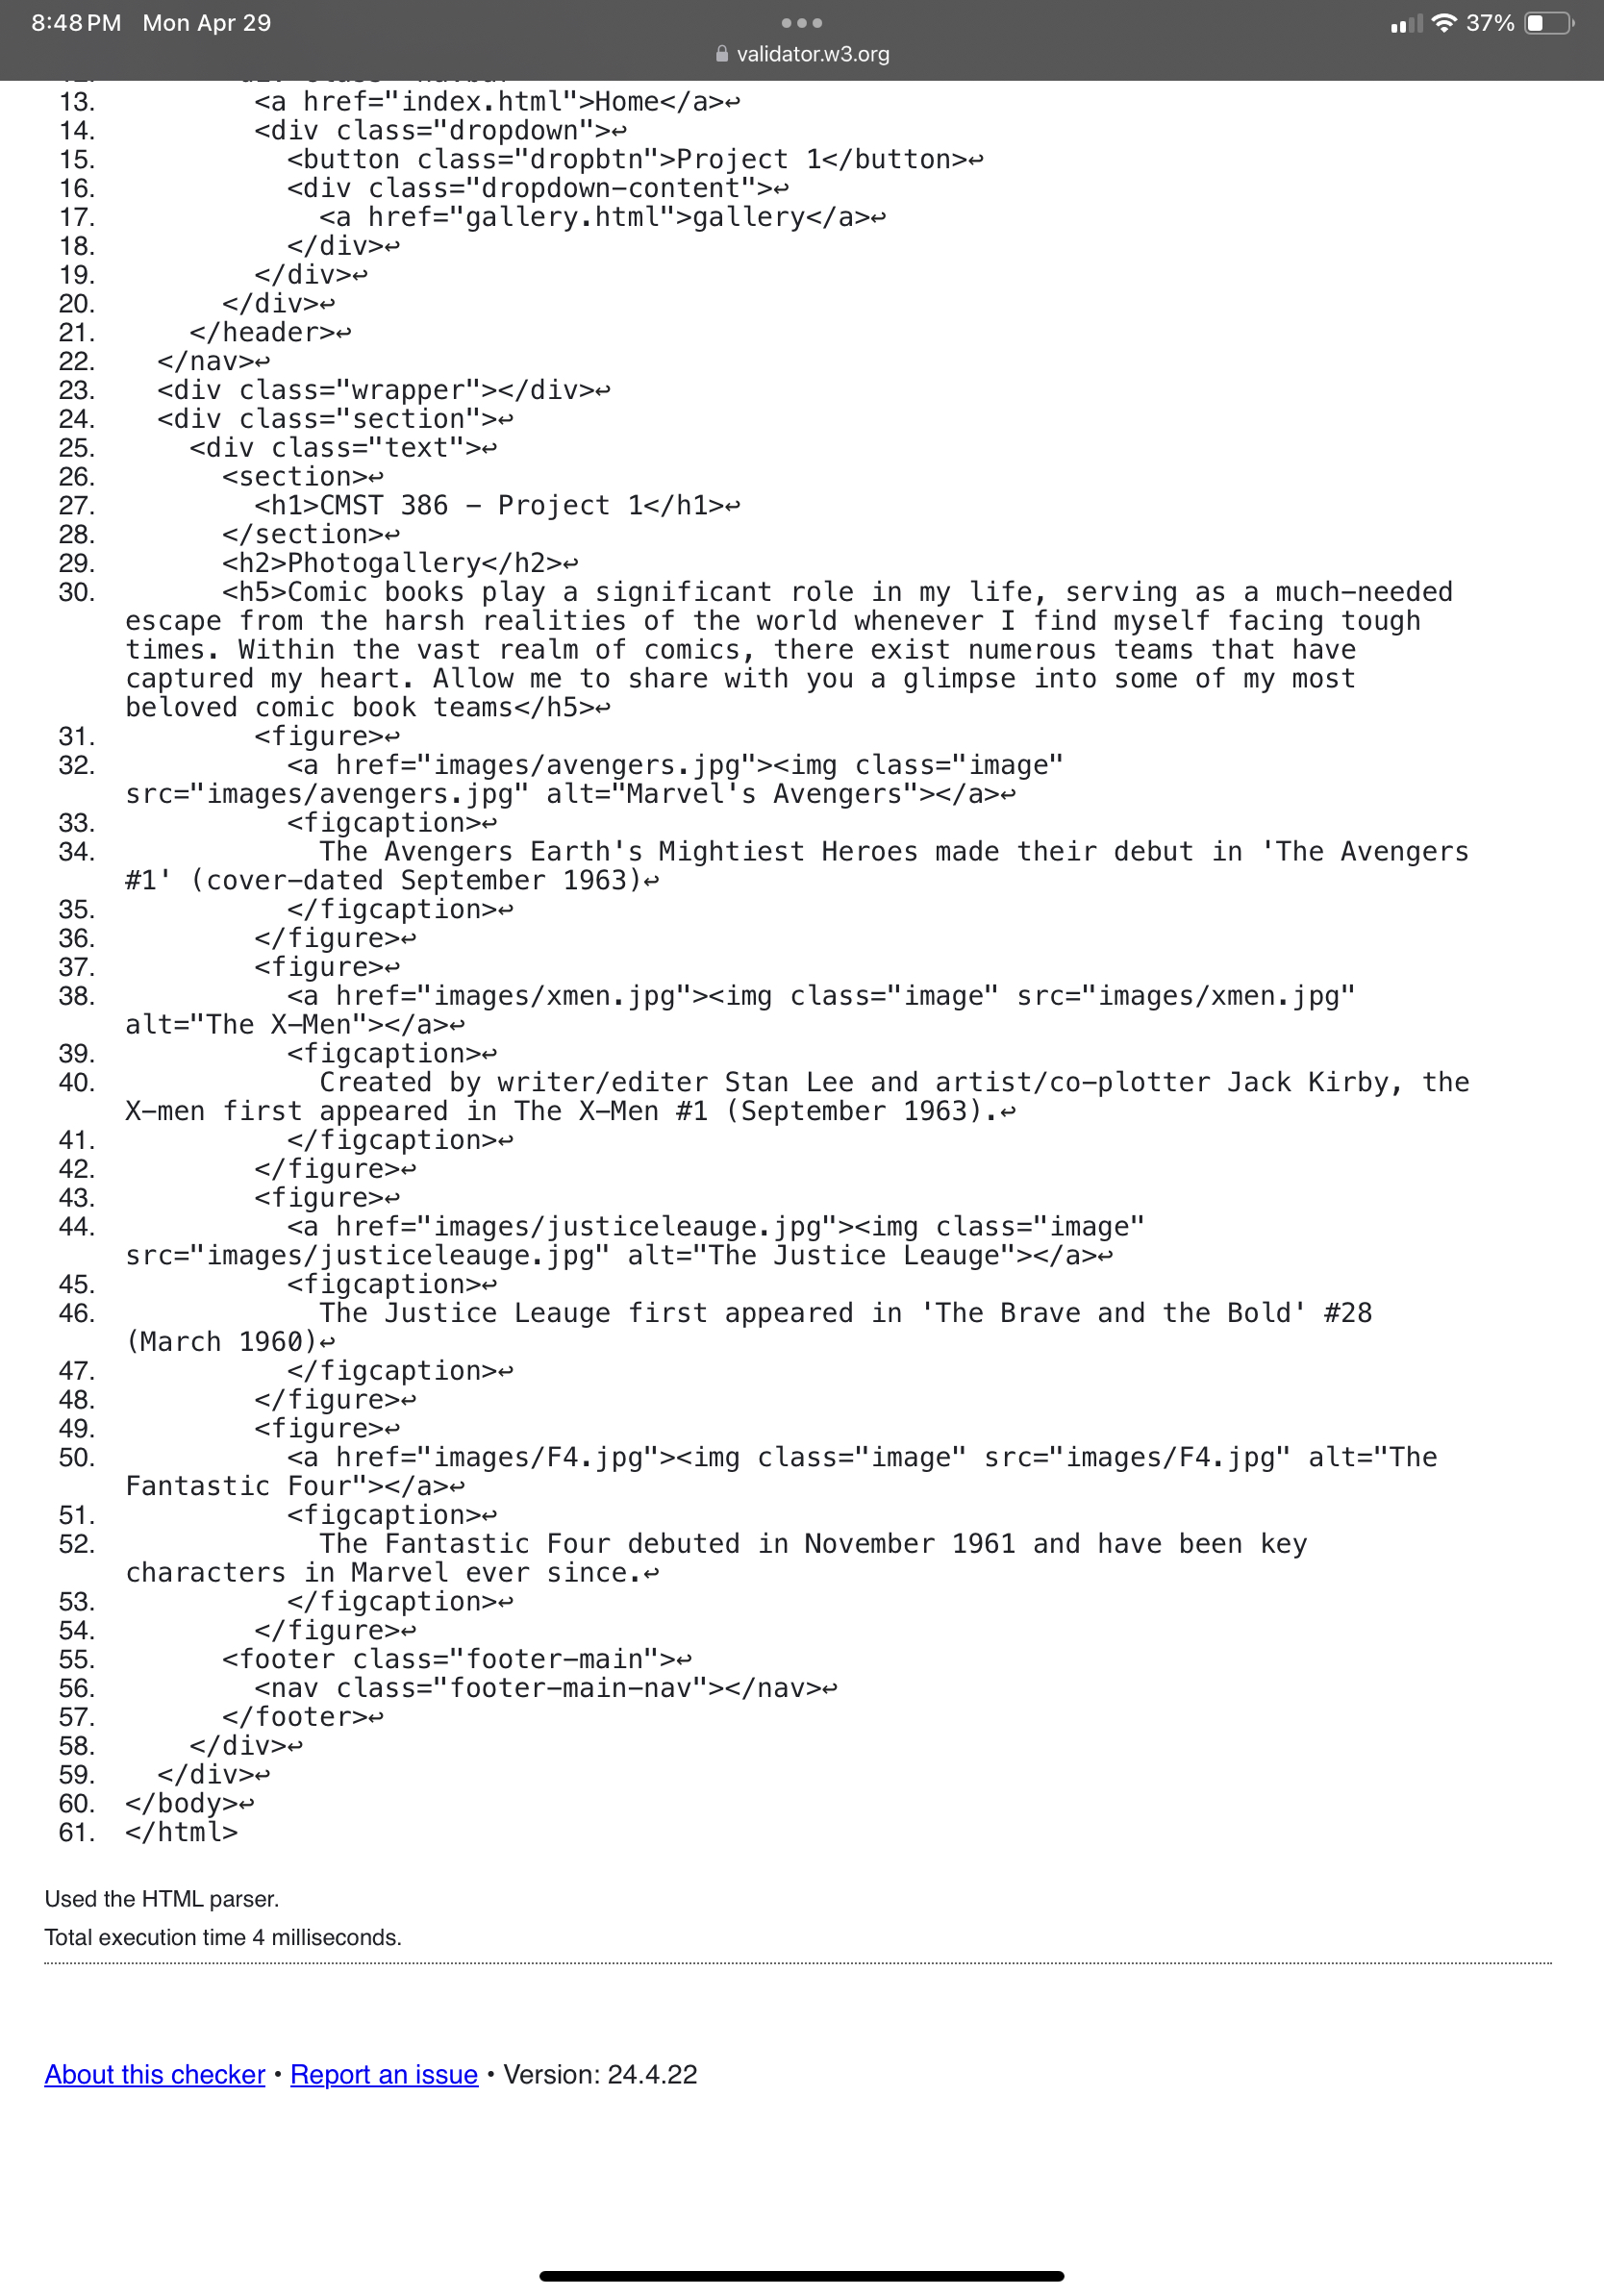 8:48 PM Mon Apr 29
37%
validator.w3.org
13. <a href="index.html">Home</a>↩
14. <div class="dropdown">↩
15. <button class="dropbtn">Project 1</button>↩
16. <div class="dropdown-content">↩
17. <a href="gallery.html">gallery</a>↩
18. </div>↩
19. </div>↩
20. </div>↩
21. </header>↩
22. </nav>↩
23. <div class="wrapper"></div>↩
24. <div class="section">↩
25. <div class="text">↩
26. <section>↩
27. <h1>CMST 386 – Project 1</h1>↩
28. </section>↩
29. <h2>Photogallery</h2>↩
30. <h5>Comic books play a significant role in my life, serving as a much-needed
escape from the harsh realities of the world whenever I find myself facing tough
times. Within the vast realm of comics, there exist numerous teams that have
captured my heart. Allow me to share with you a glimpse into some of my most
beloved comic book teams</h5>↩
31. <figure>↩
32. <a href="images/avengers.jpg"><img class="image"
src="images/avengers.jpg" alt="Marvel's Avengers"></a>↩
33. <figcaption>↩
34. The Avengers Earth's Mightiest Heroes made their debut in 'The Avengers
#1' (cover-dated September 1963)↩
35. </figcaption>↩
36. </figure>↩
37. <figure>↩
38. <a href="images/xmen.jpg"><img class="image" src="images/xmen.jpg"
alt="The X-Men"></a>↩
39. <figcaption>↩
40. Created by writer/editer Stan Lee and artist/co-plotter Jack Kirby, the
X-men first appeared in The X-Men #1 (September 1963).↩
41. </figcaption>↩
42. </figure>↩
43. <figure>↩
44. <a href="images/justiceleauge.jpg"><img class="image"
src="images/justiceleauge.jpg" alt="The Justice Leauge"></a>↩
45. <figcaption>↩
46. The Justice Leauge first appeared in 'The Brave and the Bold' #28
(March 1960)↩
47. </figcaption>↩
48. </figure>↩
49. <figure>↩
50. <a href="images/F4.jpg"><img class="image" src="images/F4.jpg" alt="The
Fantastic Four"></a>↩
51. <figcaption>↩
52. The Fantastic Four debuted in November 1961 and have been key
characters in Marvel ever since.↩
53. </figcaption>↩
54. </figure>↩
55. <footer class="footer-main">↩
56. <nav class="footer-main-nav"></nav>↩
57. </footer>↩
58. </div>↩
59. </div>↩
60. </body>↩
61. </html>
Used the HTML parser.
Total execution time 4 milliseconds.
About this checker • Report an issue • Version: 24.4.22